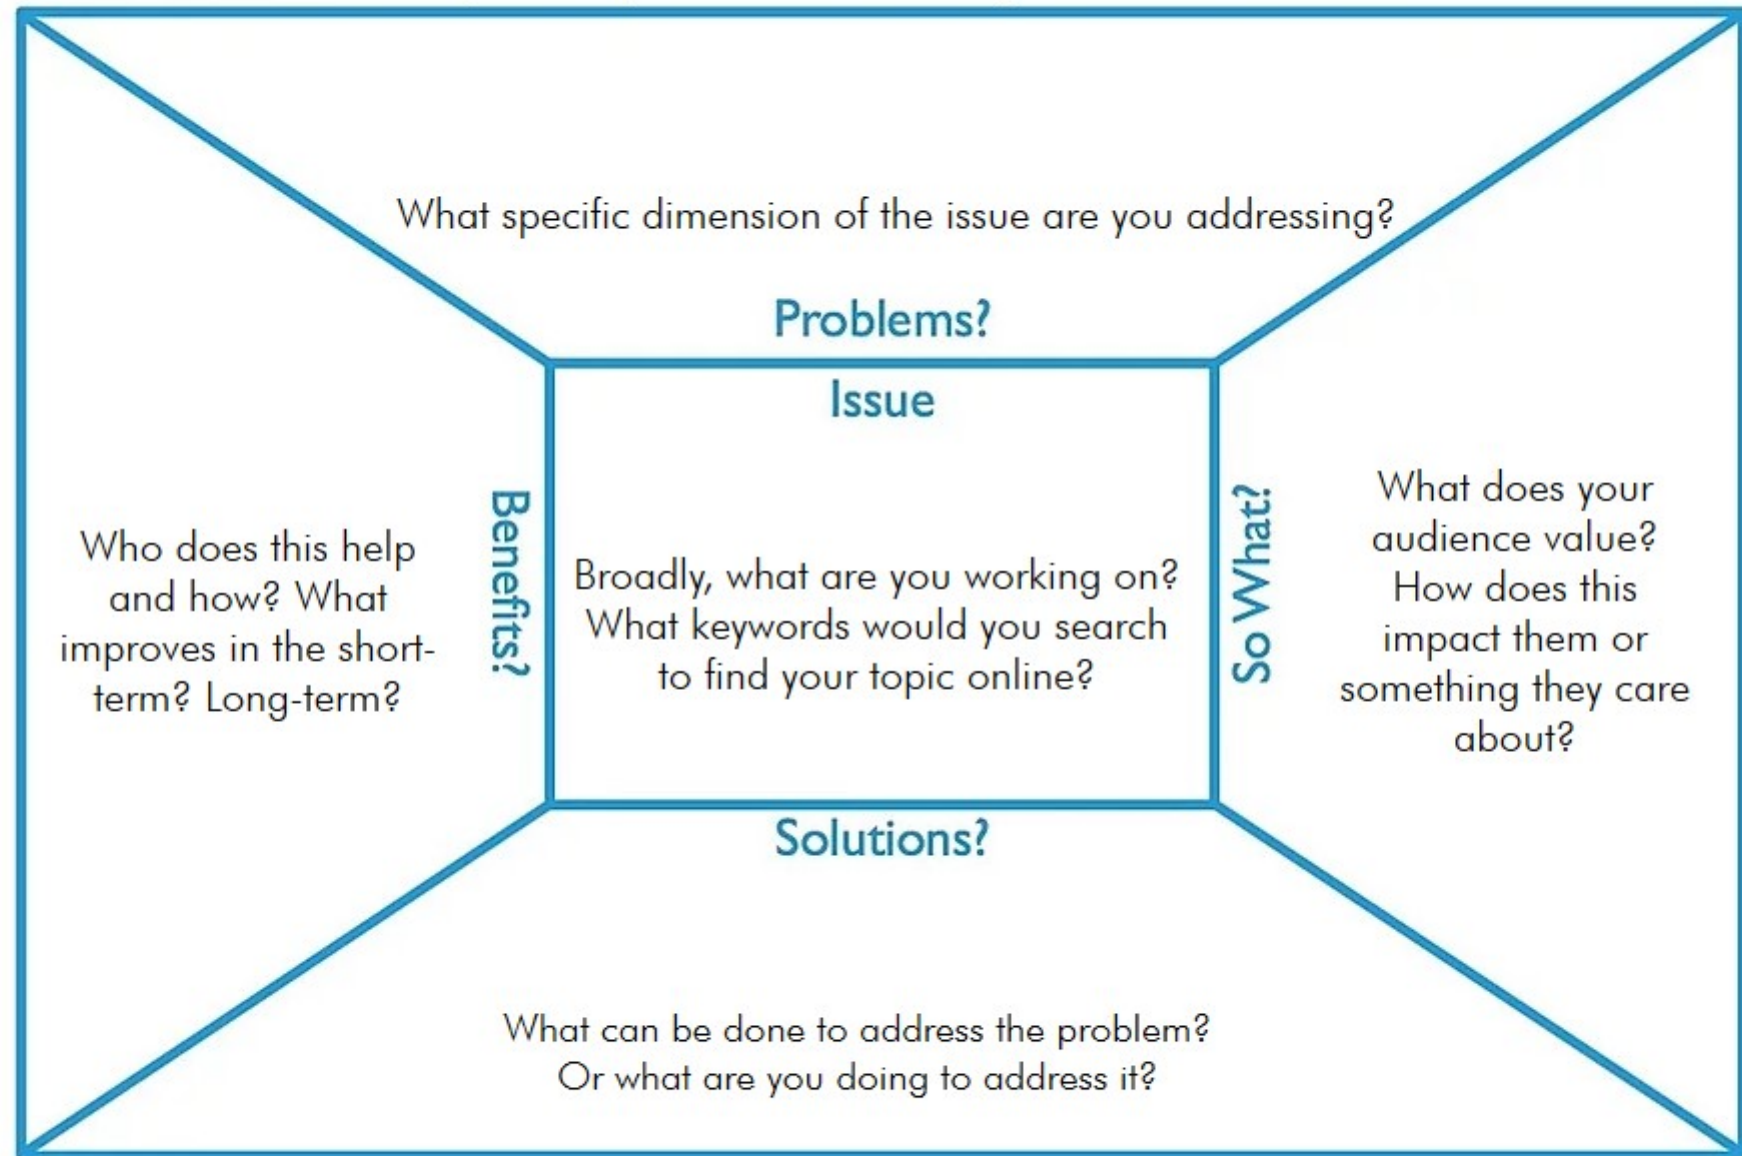 What specific dimension of the issue are you addressing?
Problems?
Issue
Broadly, what are you working on?
What keywords would you search
to find your topic online?
Benefits?
Who does this help
and how? What
improves in the short-
term? Long-term?
So What?
What does your
audience value?
How does this
impact them or
something they care
about?
Solutions?
What can be done to address the problem?
Or what are you doing to address it?